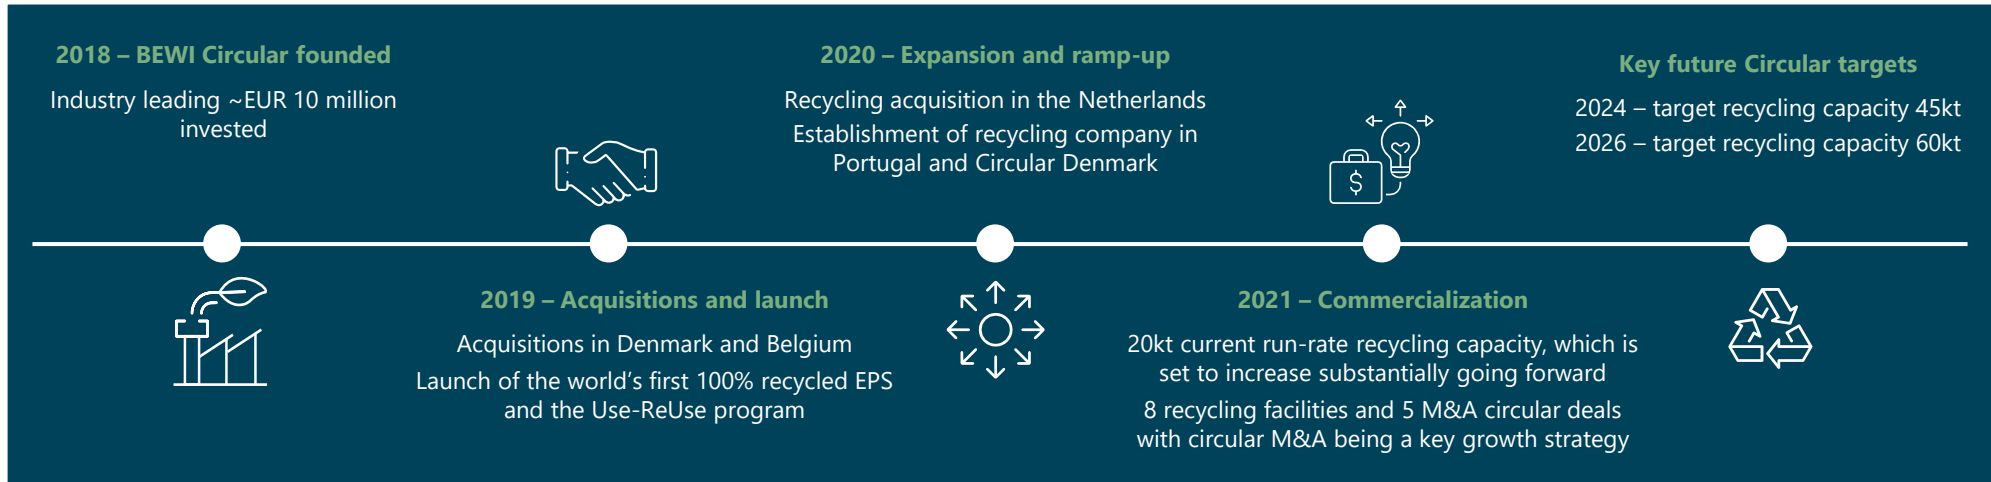 2018 – BEWI Circular founded
Industry leading ~EUR 10 million
invested
2019 – Acquisitions and launch
Acquisitions in Denmark and Belgium
Launch of the world’s first 100% recycled EPS
and the Use-ReUse program
2020 – Expansion and ramp-up
Recycling acquisition in the Netherlands
Establishment of recycling company in
Portugal and Circular Denmark
$
2021 – Commercialization
20kt current run-rate recycling capacity, which is
set to increase substantially going forward
8 recycling facilities and 5 M&A circular deals
with circular M&A being a key growth strategy
Key future Circular targets
2024 – target recycling capacity 45kt
2026 – target recycling capacity 60kt